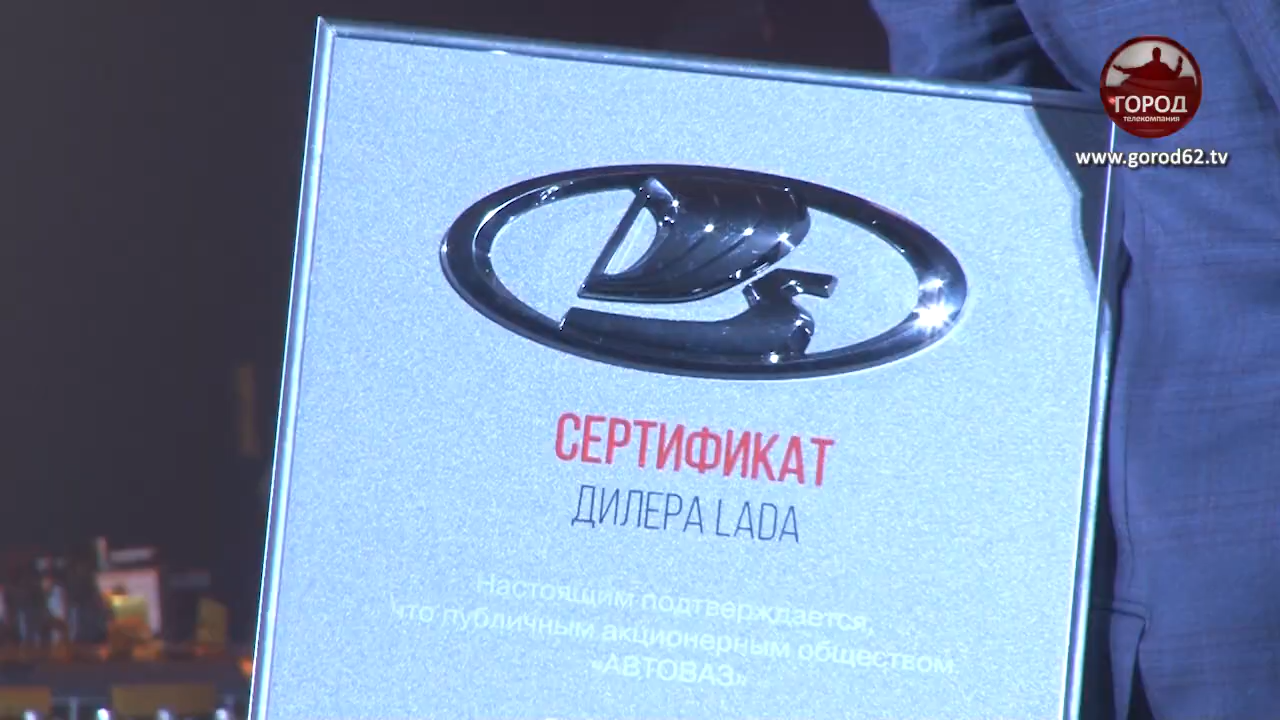 ГОРОД
телекомпания
www.gorod62.tv
СЕРТИФИКАТ
ДИЛЕРА LADA
Настоящим подтверждается,
что публичным акционерным обществом
«АВТОВАЗ»